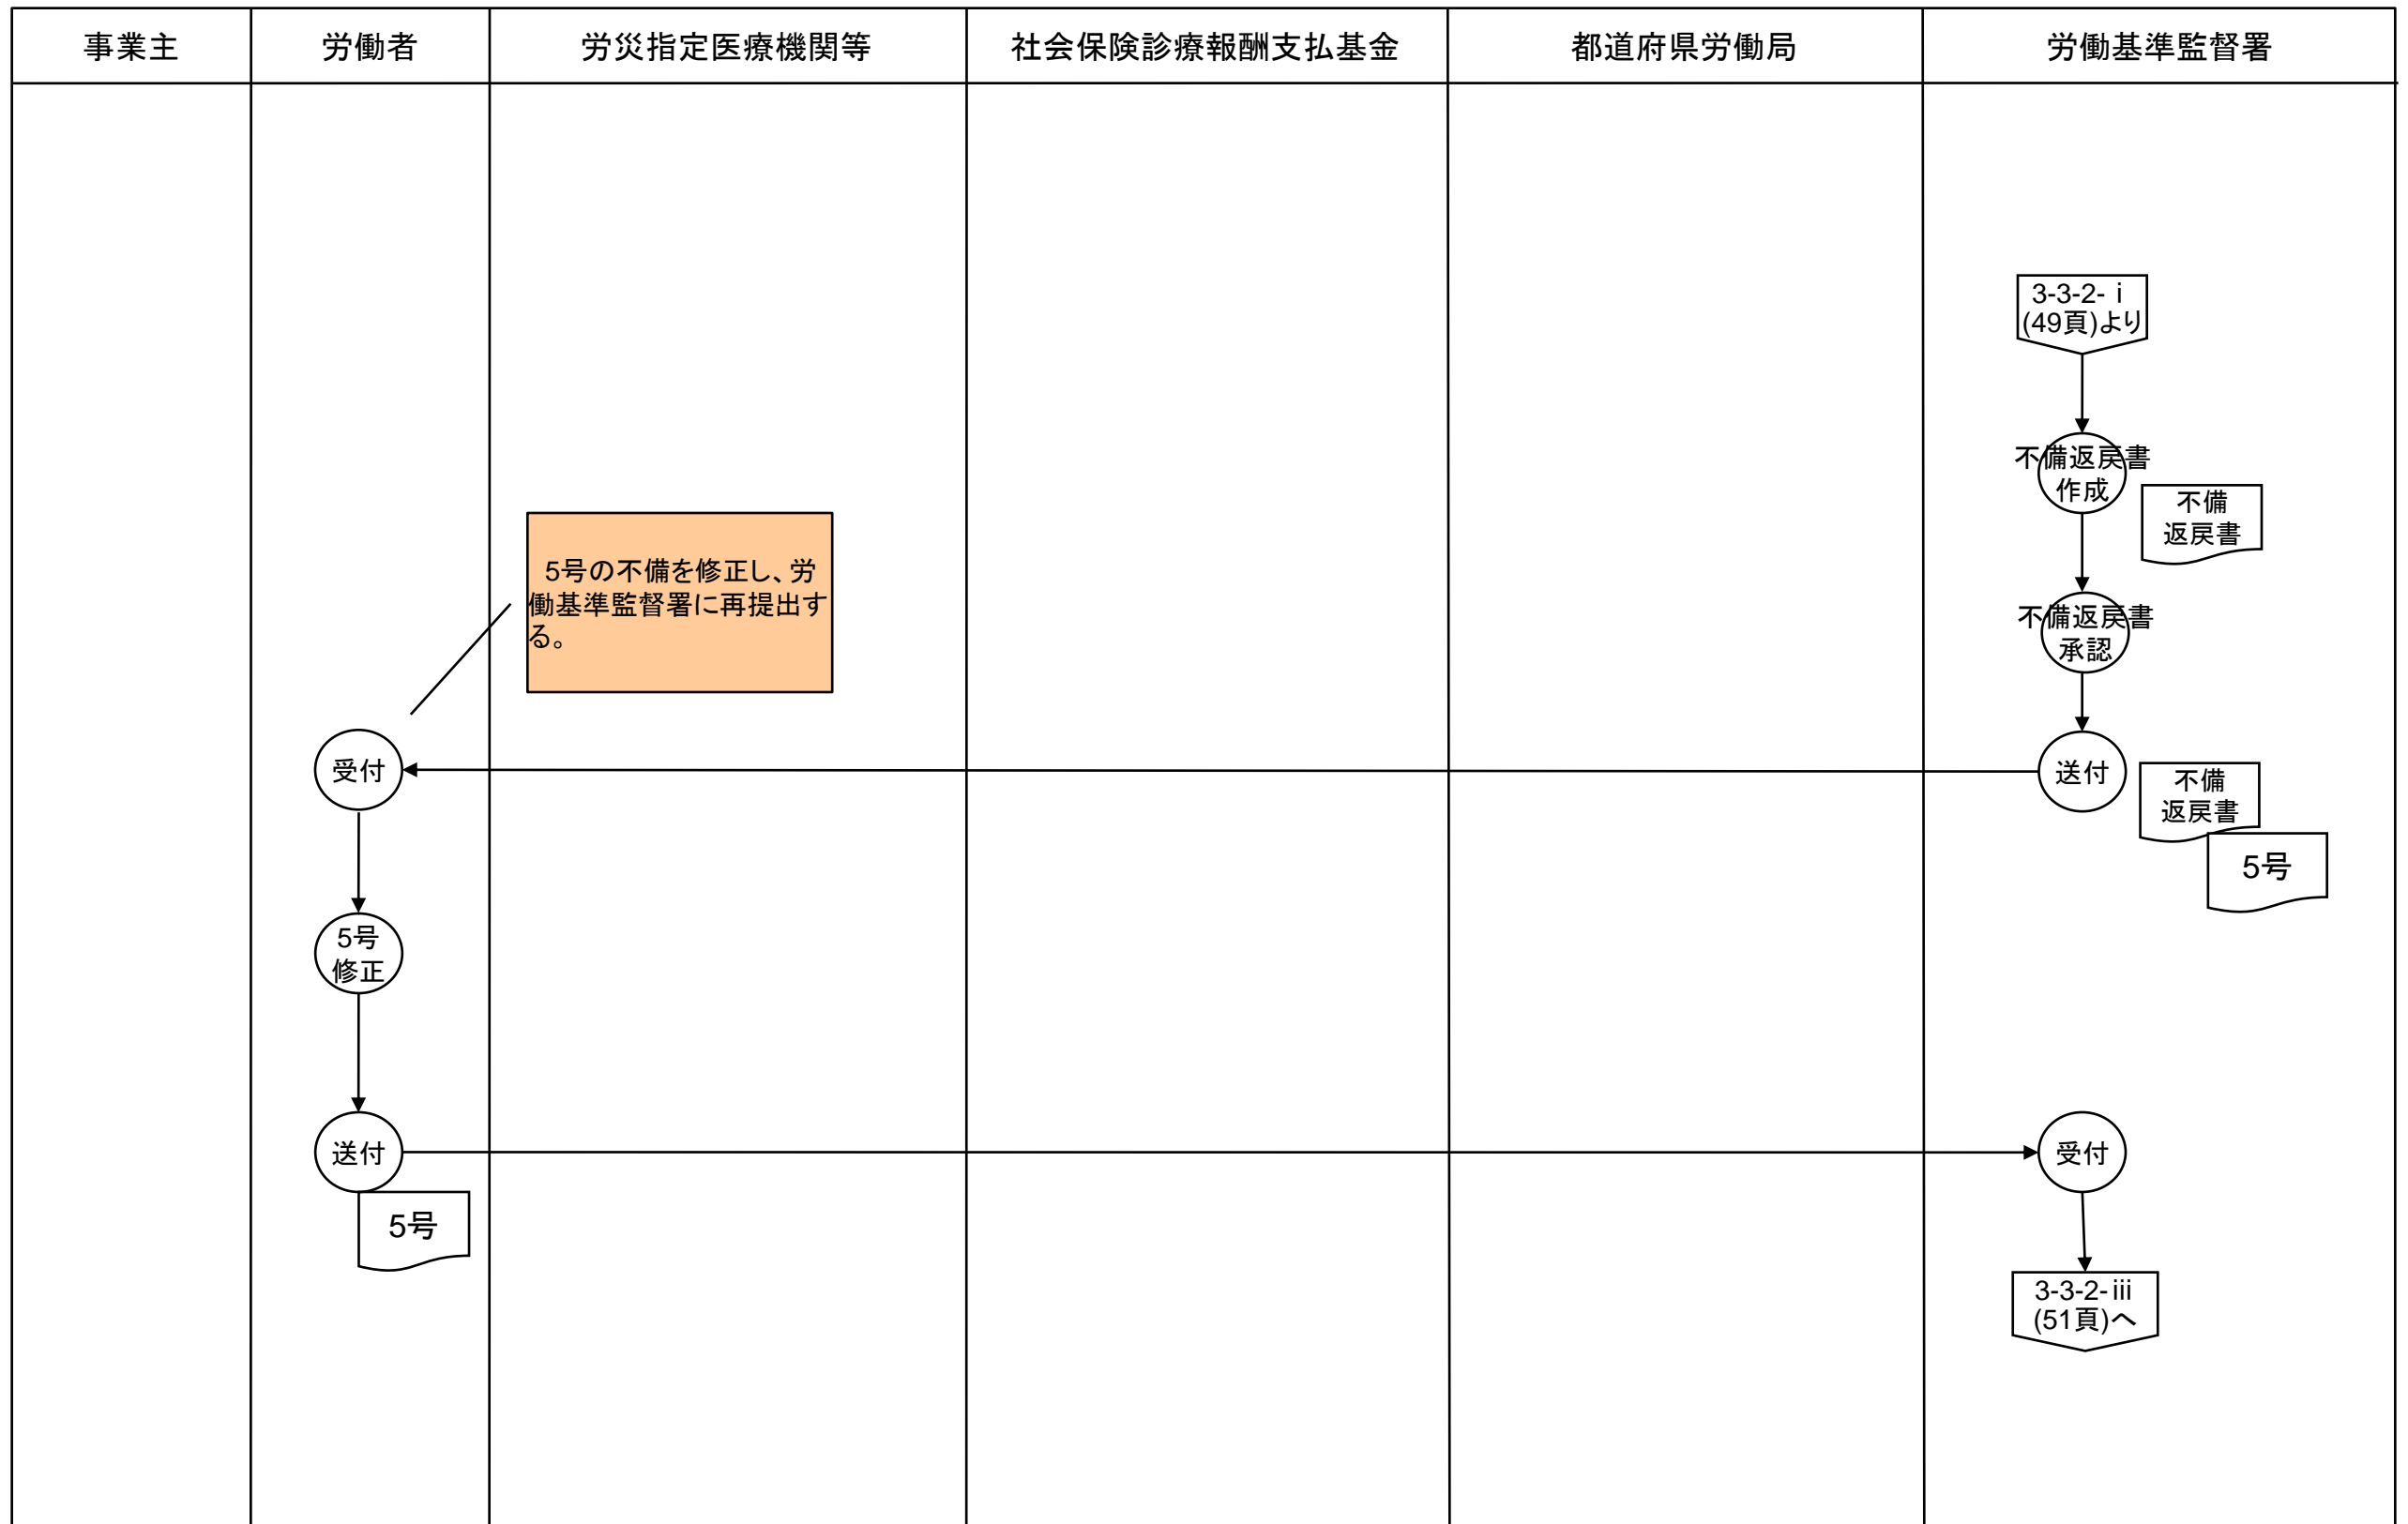 事業主
労働者
労災指定医療機関等
社会保険診療報酬支払基金
都道府県労働局
労働基準監督署
3-3-2-ⅰ
(49頁)より
不備返戻書
作成
不備
返戻書
5号の不備を修正し、労
働基準監督署に再提出す
る。
不備返戻書
承認
受付
送付
不備
返戻書
5号
5号
修正
送付
受付
5号
3-3-2-ⅲ
(51頁)へ